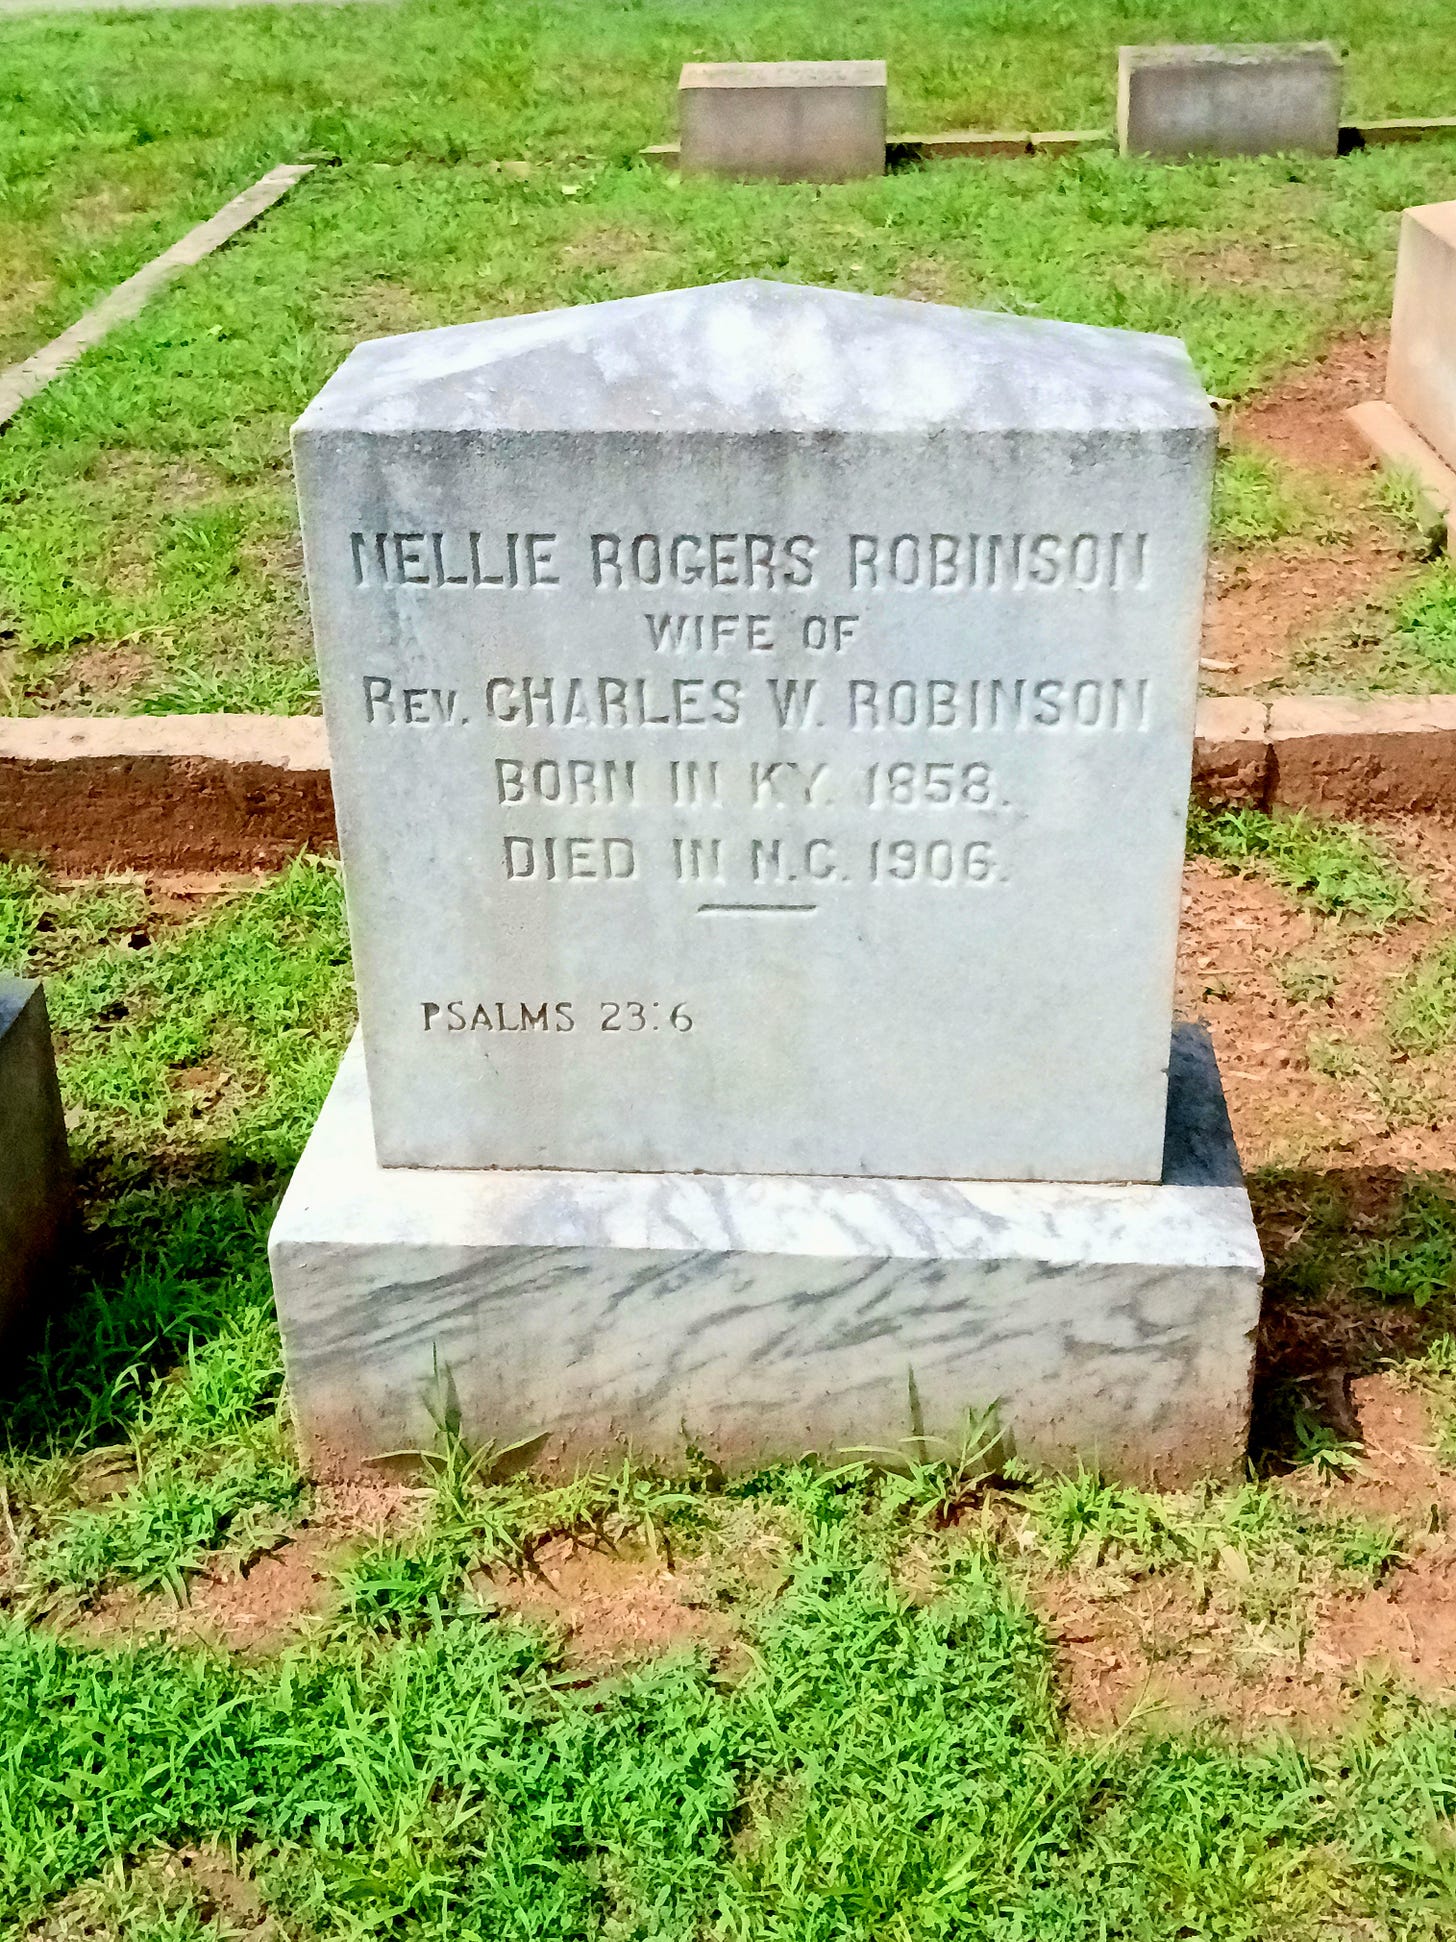 NELLIE ROGERS ROBINSON
WIFE OF
REV. CHARLES W. ROBINSON
BORN IN KY. 1858.
DIED IN N.C. 1906.
PSALMS 23:6